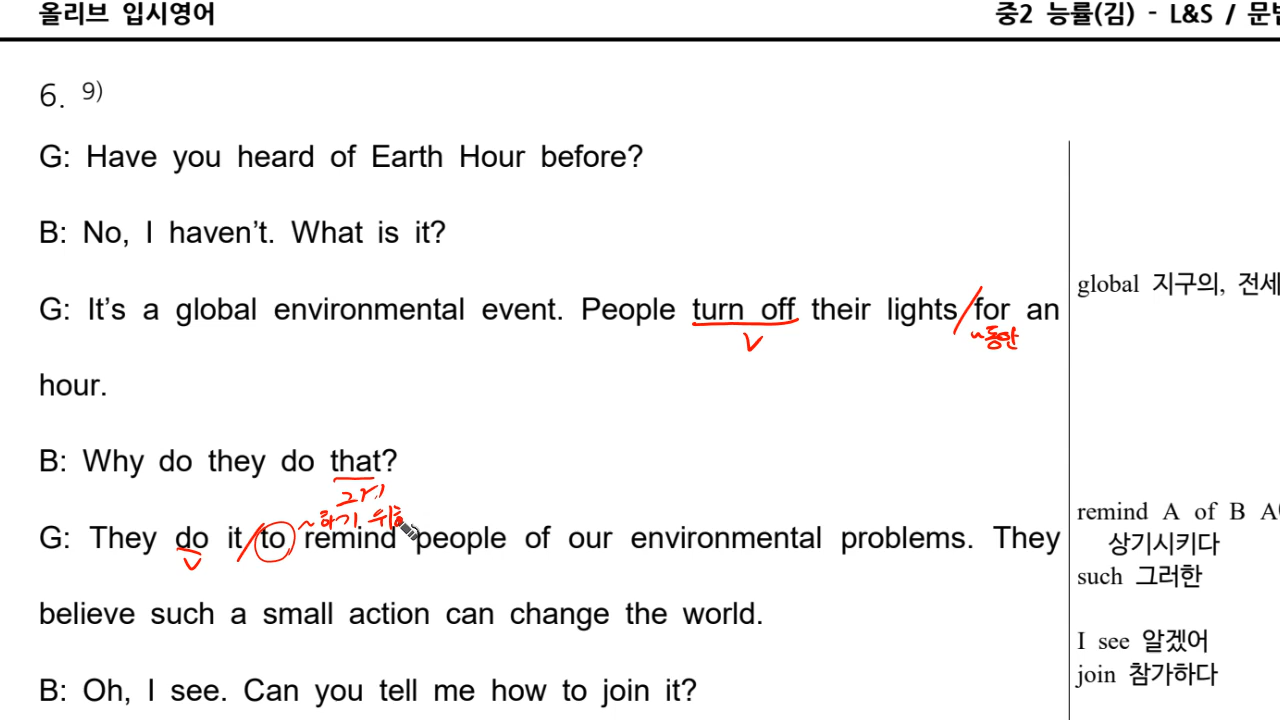 올리브 입시영어
중2 능률(김) - L&S / 문법
6. 9)
G: Have you heard of Earth Hour before?
B: No, I haven't. What is it?
global 지구의, 전세
G: It's a global environmental event. People turn off their lights / for an
V
~동안
hour.
B: Why do they do that?
그거
~하기 위
G: They do it / to remind people of our environmental problems. They
V
remind A of B A
상기시키다
such 그러한
believe such a small action can change the world.
I see 알겠어
join 참가하다
B: Oh, I see. Can you tell me how to join it?